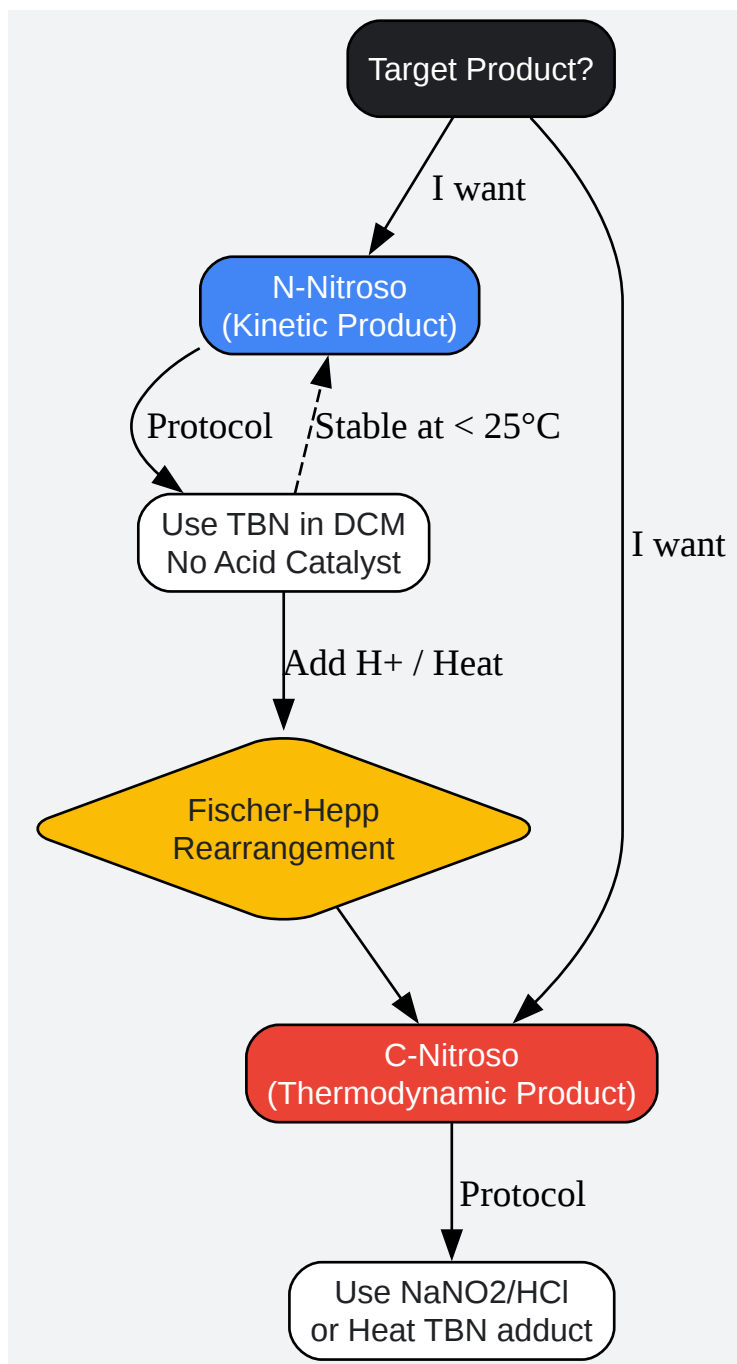 Target Product?
I want
N-Nitroso
(Kinetic Product)
Protocol
Stable at < 25°C
Use TBN in DCM
No Acid Catalyst
I want
Add H+ / Heat
Fischer-Hepp
Rearrangement
C-Nitroso
(Thermodynamic Product)
Protocol
Use NaNO2/HCl
or Heat TBN adduct